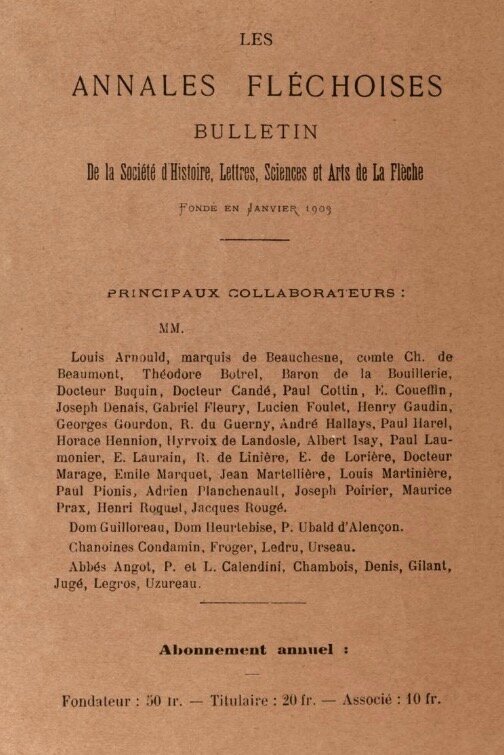 LES
ANNALES FLÉCHOISES
BULLETIN
De la Société d'Histoire, Lettres, Sciences et Arts de La Flèche
FONDÉ EN JANVIER 1903
PRINCIPAUX COLLABORATEURS :
MM.
Louis Arnould, marquis de Beauchesne, comte Ch. de
Beaumont, Théodore Botrel, Baron de la Bouillerie,
Docteur Buquin, Docteur Candé, Paul Cottin, E. Coueffin,
Joseph Denais, Gabriel Fleury, Lucien Foulet, Henry Gaudin,
Georges Gourdon, R. du Guerny, André Hallays, Paul Harel,
Horace Hennion, Hyrvoix de Landosle, Albert Isay, Paul Lau-
monier, E. Laurain, R. de Linière, E. de Lorière, Docteur
Marage, Emile Marquet, Jean Martellière, Louis Martinière,
Paul Pionis, Adrien Planchenault, Joseph Poirier, Maurice
Prax, Henri Roquet, Jacques Rougé.
Dom Guilloreau, Dom Heurtebise, P. Ubald d'Alençon.
Chanoines Condamin, Froger, Ledru, Urseau.
Abbés Angot, P. et L. Calendini, Chambois, Denis, Gilant,
Jugé, Legros, Uzureau.
Abonnement annuel :
Fondateur : 50 fr. — Titulaire : 20 fr. — Associé : 10 fr.